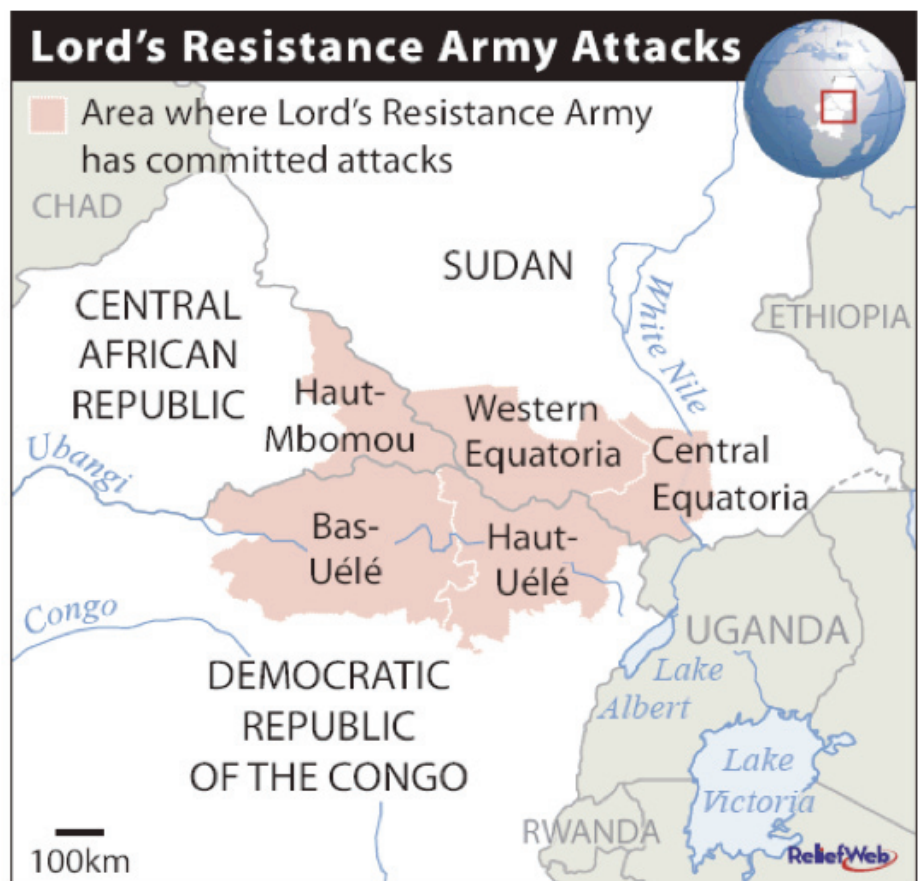 Lord's Resistance Army Attacks
Area where Lord's Resistance Army
has committed attacks
CHAD
SUDAN
CENTRAL
AFRICAN
REPUBLIC
White Nile
ETHIOPIA
Haut-
Mbomou
Western
Equatoria
Central
Equatoria
Ubangi
Bas-
Uélé
Haut-
Uélé
Congo
UGANDA
DEMOCRATIC
REPUBLIC
OF THE CONGO
Lake
Albert
Lake
Victoria
RWANDA
100km
ReliefWeb